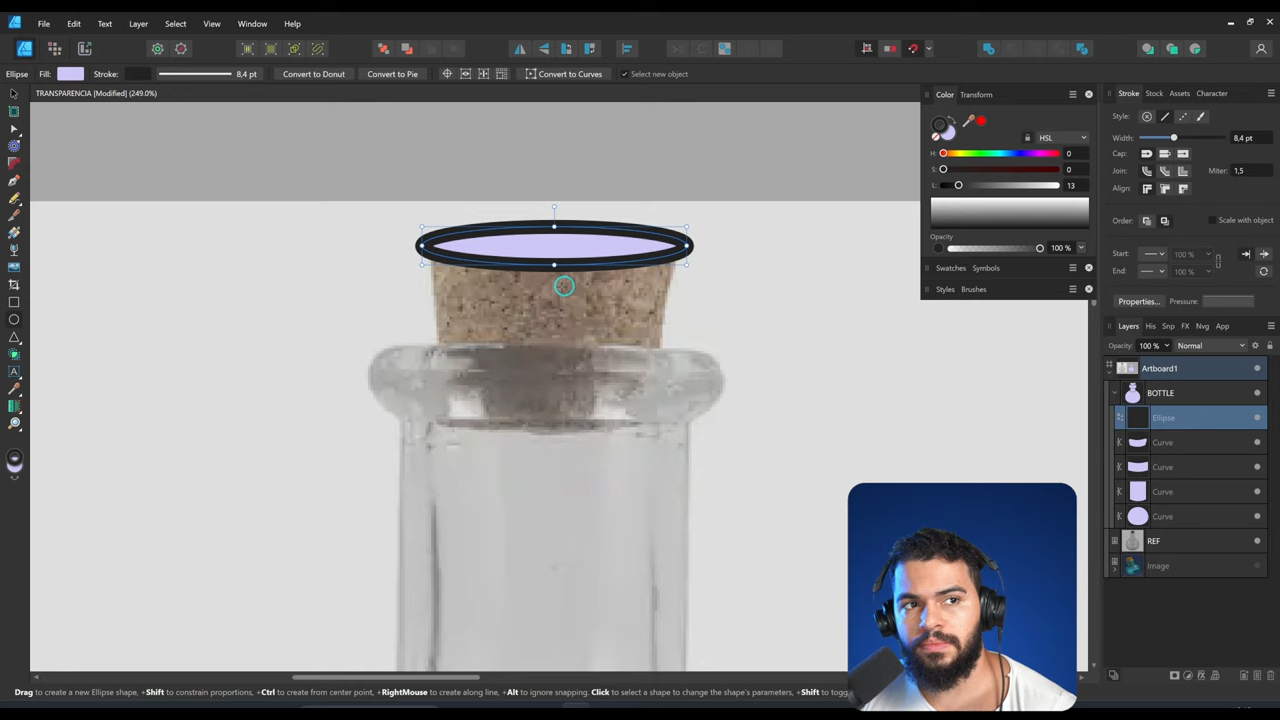 File Edit Text Layer Select View Window Help
Ellipse Fill: Stroke: 8,4 pt Convert to Donut Convert to Pie Convert to Curves Select new object
TRANSPARENCIA [Modified] (249.0%)
Color Transform
HSL
H: 0
S: 0
L: 13
Opacity
100 %
Swatches Symbols
Styles Brushes
Stroke Stock Assets Character
Style:
Width: 8,4 pt
Cap:
Join: Miter: 1,5
Align:
Order: Scale with object
Start: 100 %
End: 100 %
Properties... Pressure:
Layers His Snp FX Nvg App
Opacity: 100 % Normal
Artboard1
BOTTLE
Ellipse
Curve
Curve
Curve
Curve
REF
Image
Drag to create a new Ellipse shape, +Shift to constrain proportions, +Ctrl to create from center point, +RightMouse to create along line, +Alt to ignore snapping. Click to select a shape to change the shape's parameters, +Shift to togg